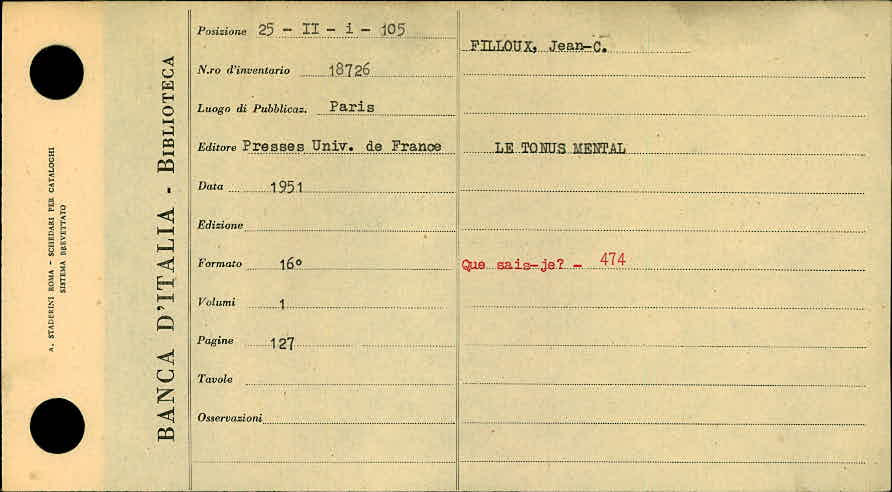 A. STADERINI ROMA - SCHEDARI PER CATALOGHI
SISTEMA BREVETTATO
BANCA D'ITALIA - BIBLIOTECA
Posizione 25 - II - i - 105
N.ro d'inventario 18726
Luogo di Pubblicaz. Paris
Editore Presses Univ. de France
Data 1951
Edizione
Formato 16°
Volumi 1
Pagine 127
Tavole
Osservazioni
FILLOUX, Jean-C.
LE TONUS MENTAL
Que sais-je? - 474